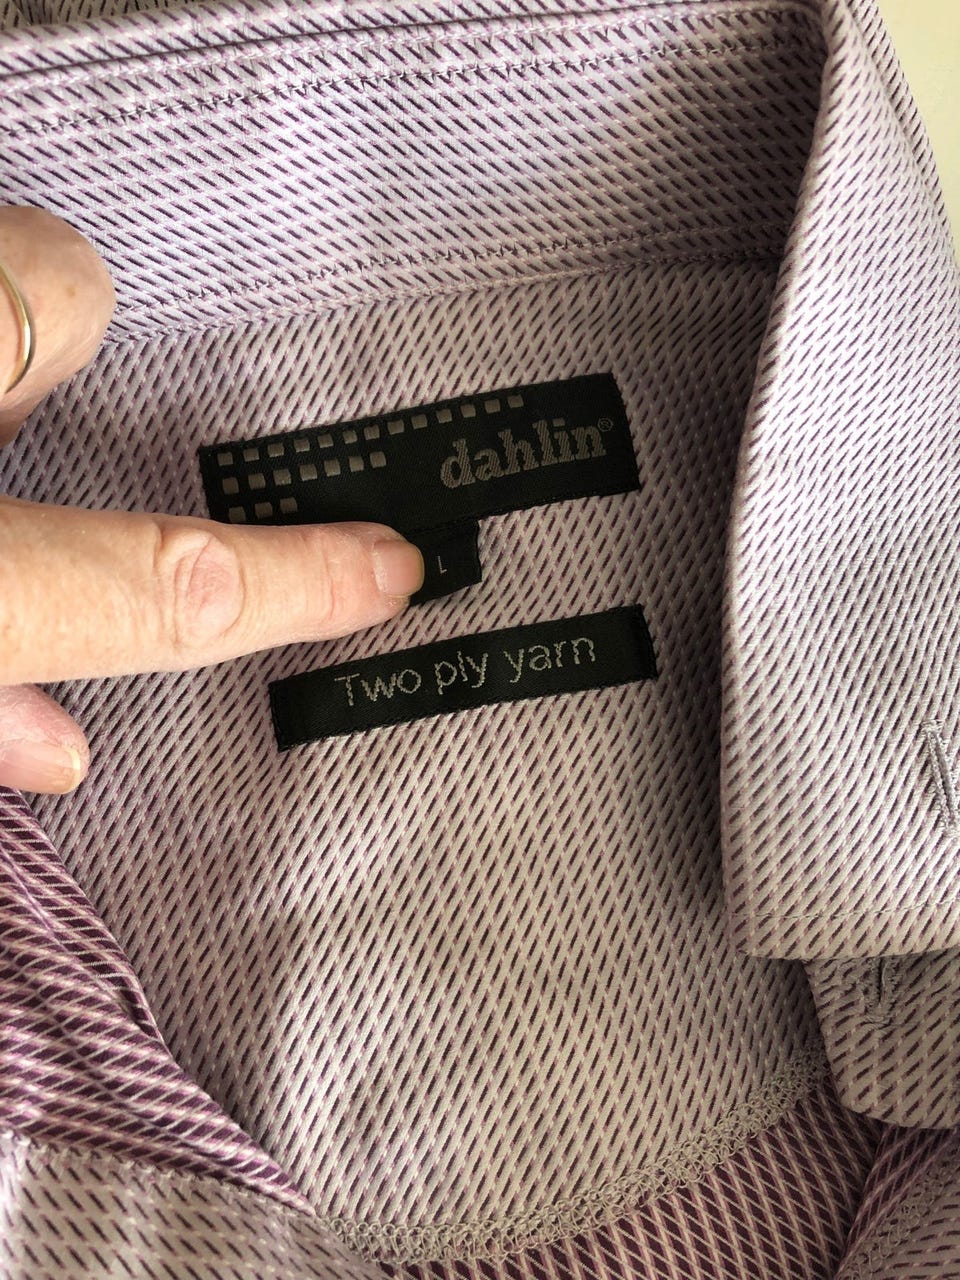 dahlin®
L
Two ply yarn